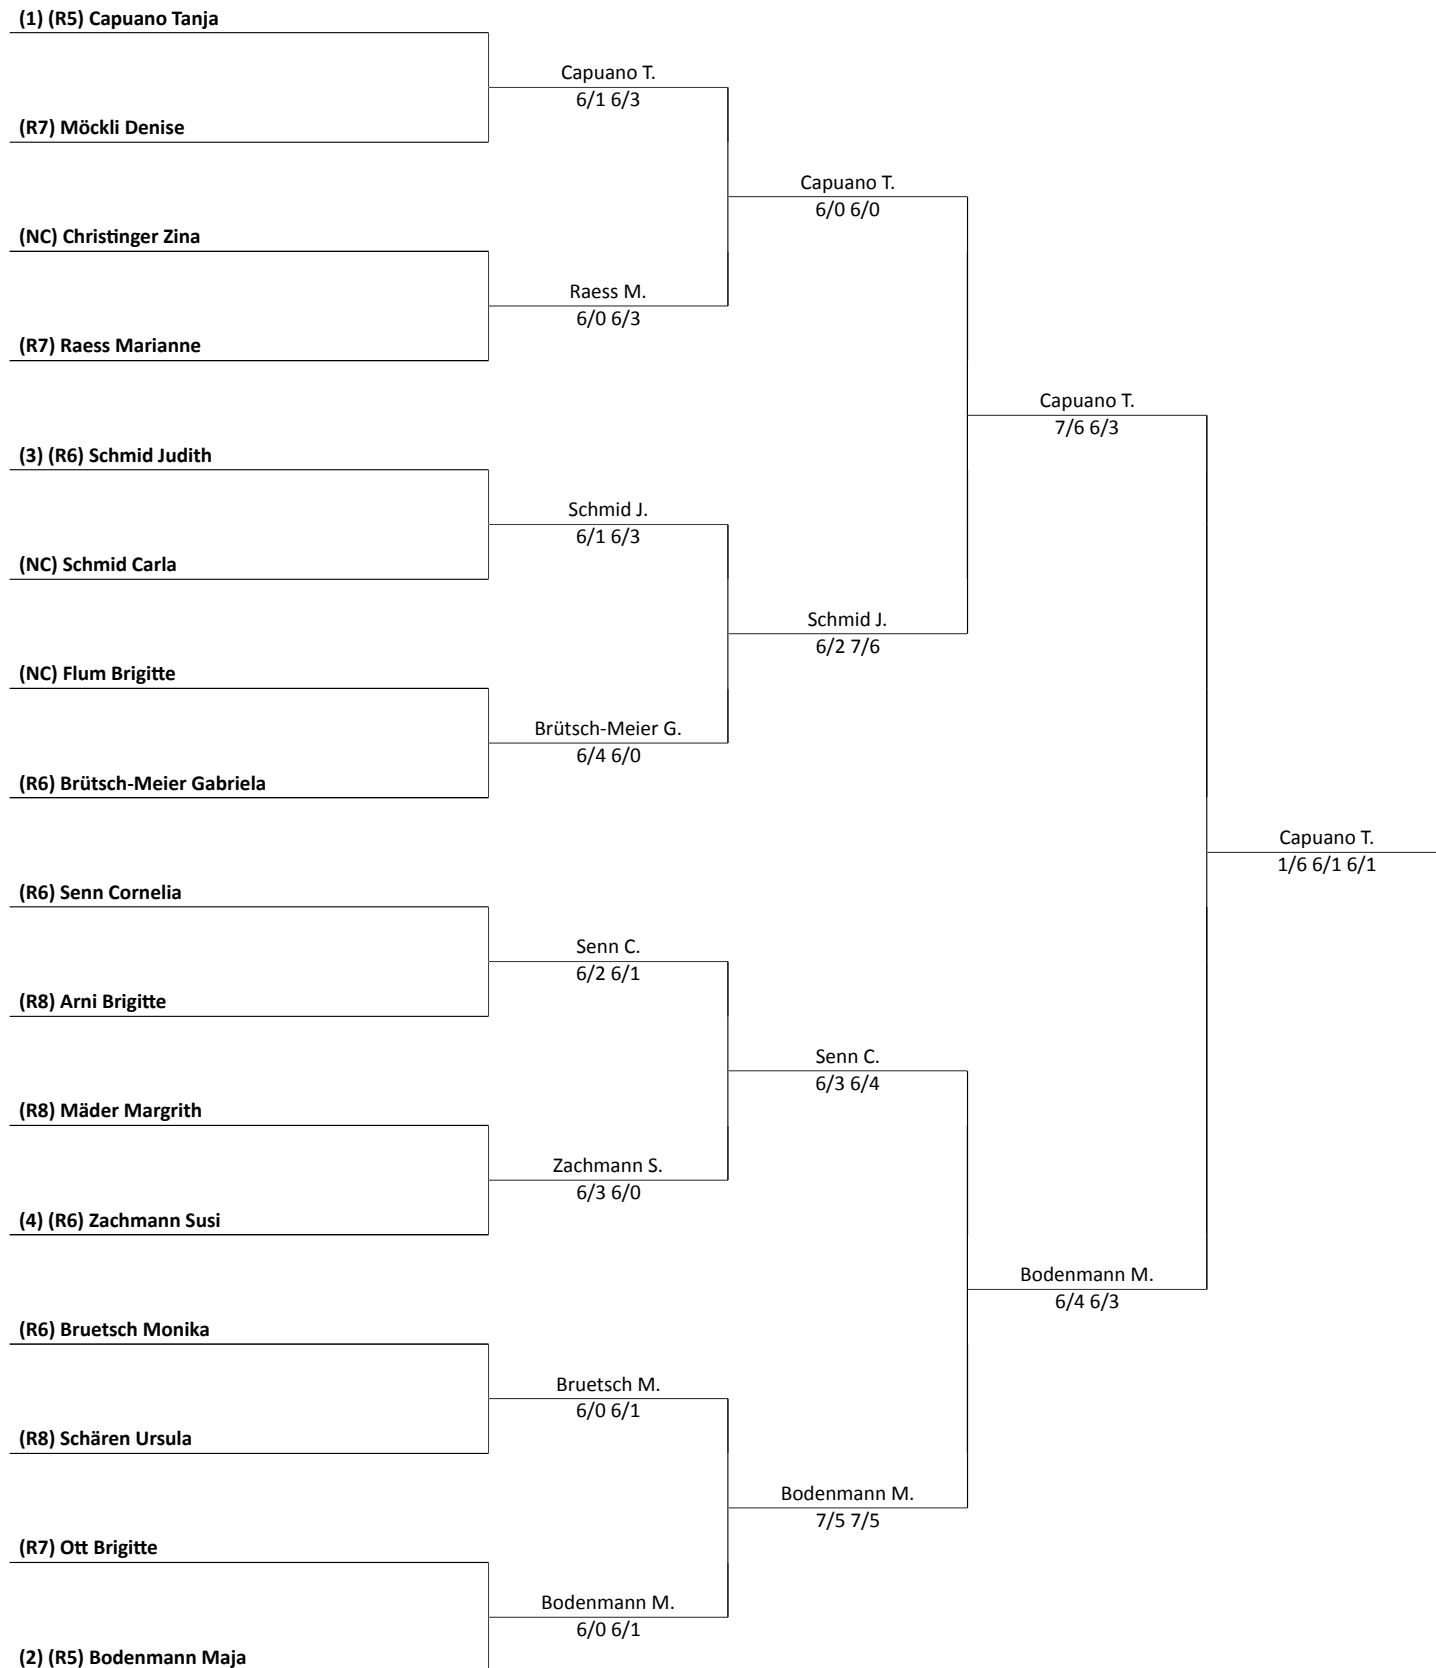 (1) (R5) Capuano Tanja
Capuano T.
6/1 6/3
(R7) Möckli Denise
Capuano T.
6/0 6/0
(NC) Christinger Zina
Raess M.
6/0 6/3
(R7) Raess Marianne
Capuano T.
7/6 6/3
(3) (R6) Schmid Judith
Schmid J.
6/1 6/3
(NC) Schmid Carla
Schmid J.
6/2 7/6
(NC) Flum Brigitte
Brütsch-Meier G.
6/4 6/0
(R6) Brütsch-Meier Gabriela
Capuano T.
1/6 6/1 6/1
(R6) Senn Cornelia
Senn C.
6/2 6/1
(R8) Arni Brigitte
Senn C.
6/3 6/4
(R8) Mäder Margrith
Zachmann S.
6/3 6/0
(4) (R6) Zachmann Susi
Bodenmann M.
6/4 6/3
(R6) Bruetsch Monika
Bruetsch M.
6/0 6/1
(R8) Schären Ursula
Bodenmann M.
7/5 7/5
(R7) Ott Brigitte
Bodenmann M.
6/0 6/1
(2) (R5) Bodenmann Maja